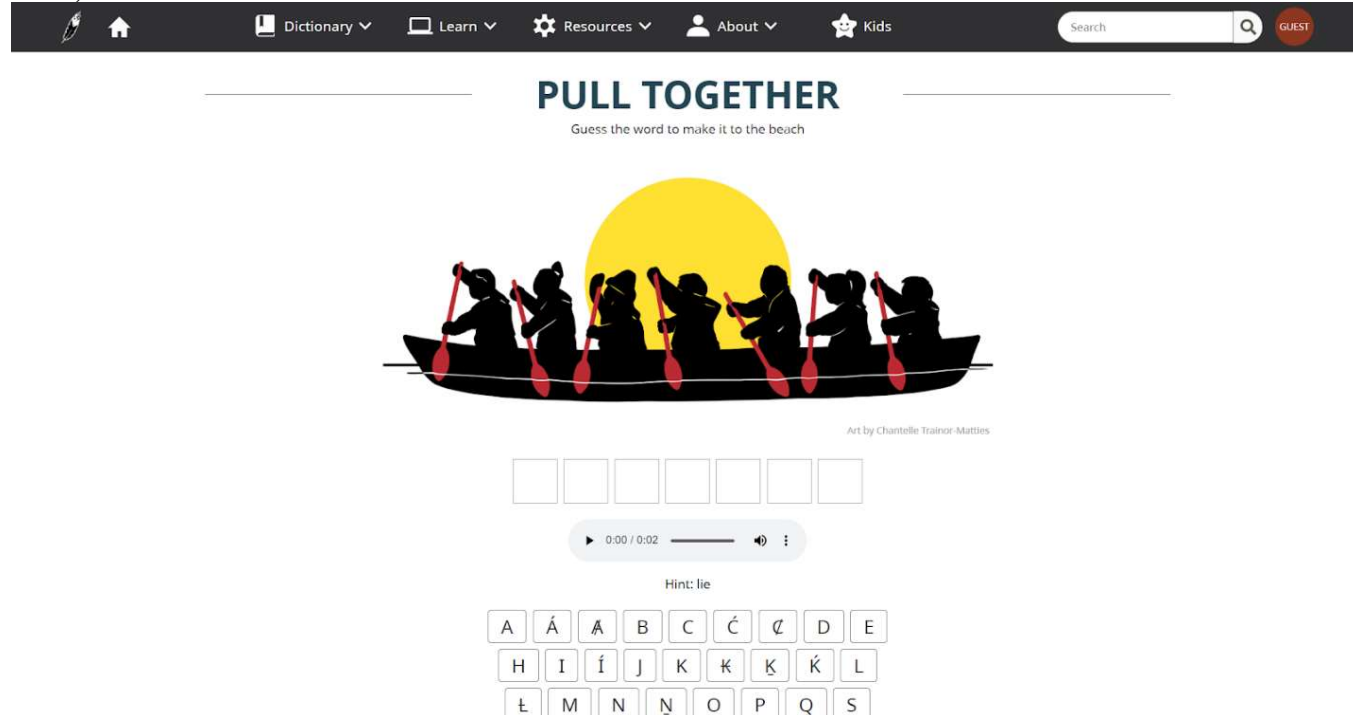 Dictionary Learn Resources About Kids Search GUEST
PULL TOGETHER
Guess the word to make it to the beach
Art by Chantelle Trainor-Matties
0:00 / 0:02
Hint: lie
A Á Ⱥ B C Ć Ȼ D E
H I Í J K ₭ Ḵ Ḱ L
Ł M N Ṉ O P Q S